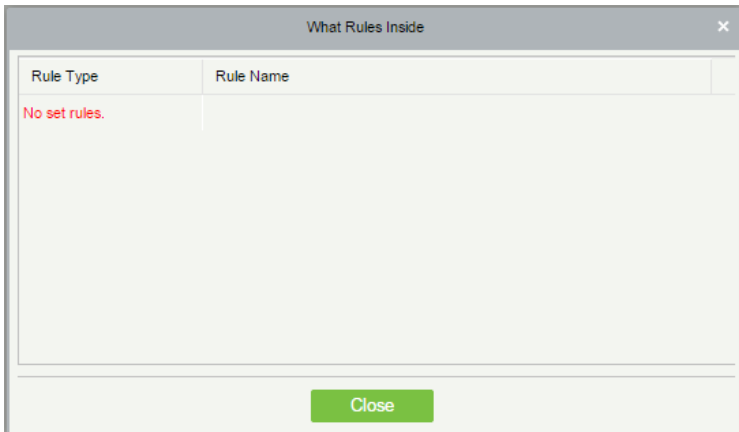 What Rules Inside
Rule Type Rule Name
No set rules.
Close